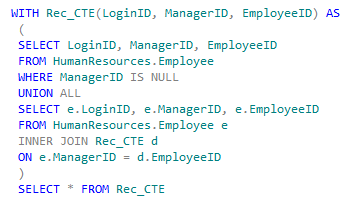 WITH Rec_CTE(LoginID, ManagerID, EmployeeID) AS
(
SELECT LoginID, ManagerID, EmployeeID
FROM HumanResources.Employee
WHERE ManagerID IS NULL
UNION ALL
SELECT e.LoginID, e.ManagerID, e.EmployeeID
FROM HumanResources.Employee e
INNER JOIN Rec_CTE d
ON e.ManagerID = d.EmployeeID
)
SELECT * FROM Rec_CTE